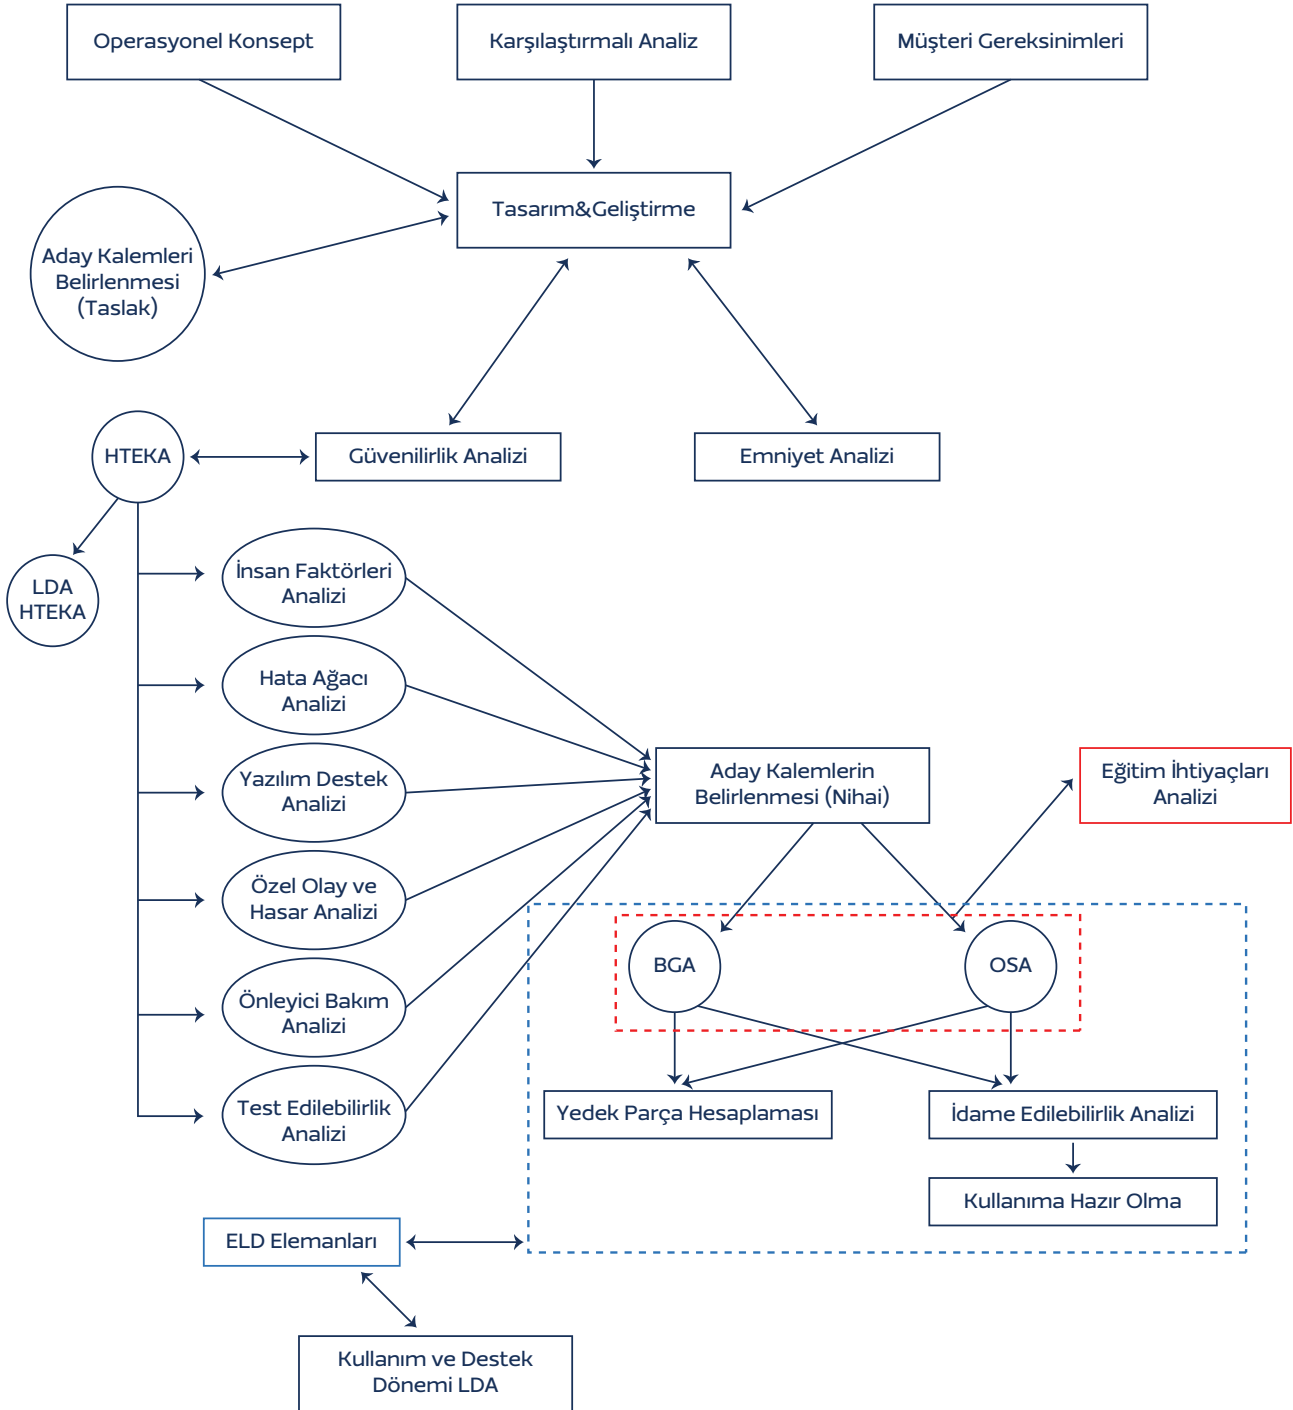 Operasyonel Konsept
Karşılaştırmalı Analiz
Müşteri Gereksinimleri
Tasarım&Geliştirme
Aday Kalemleri
Belirlenmesi
(Taslak)
HTEKA
Güvenilirlik Analizi
Emniyet Analizi
LDA
HTEKA
İnsan Faktörleri
Analizi
Hata Ağacı
Analizi
Yazılım Destek
Analizi
Aday Kalemlerin
Belirlenmesi (Nihai)
Eğitim İhtiyaçları
Analizi
Özel Olay ve
Hasar Analizi
BGA
OSA
Önleyici Bakım
Analizi
Test Edilebilirlik
Analizi
Yedek Parça Hesaplaması
İdame Edilebilirlik Analizi
Kullanıma Hazır Olma
ELD Elemanları
Kullanım ve Destek
Dönemi LDA